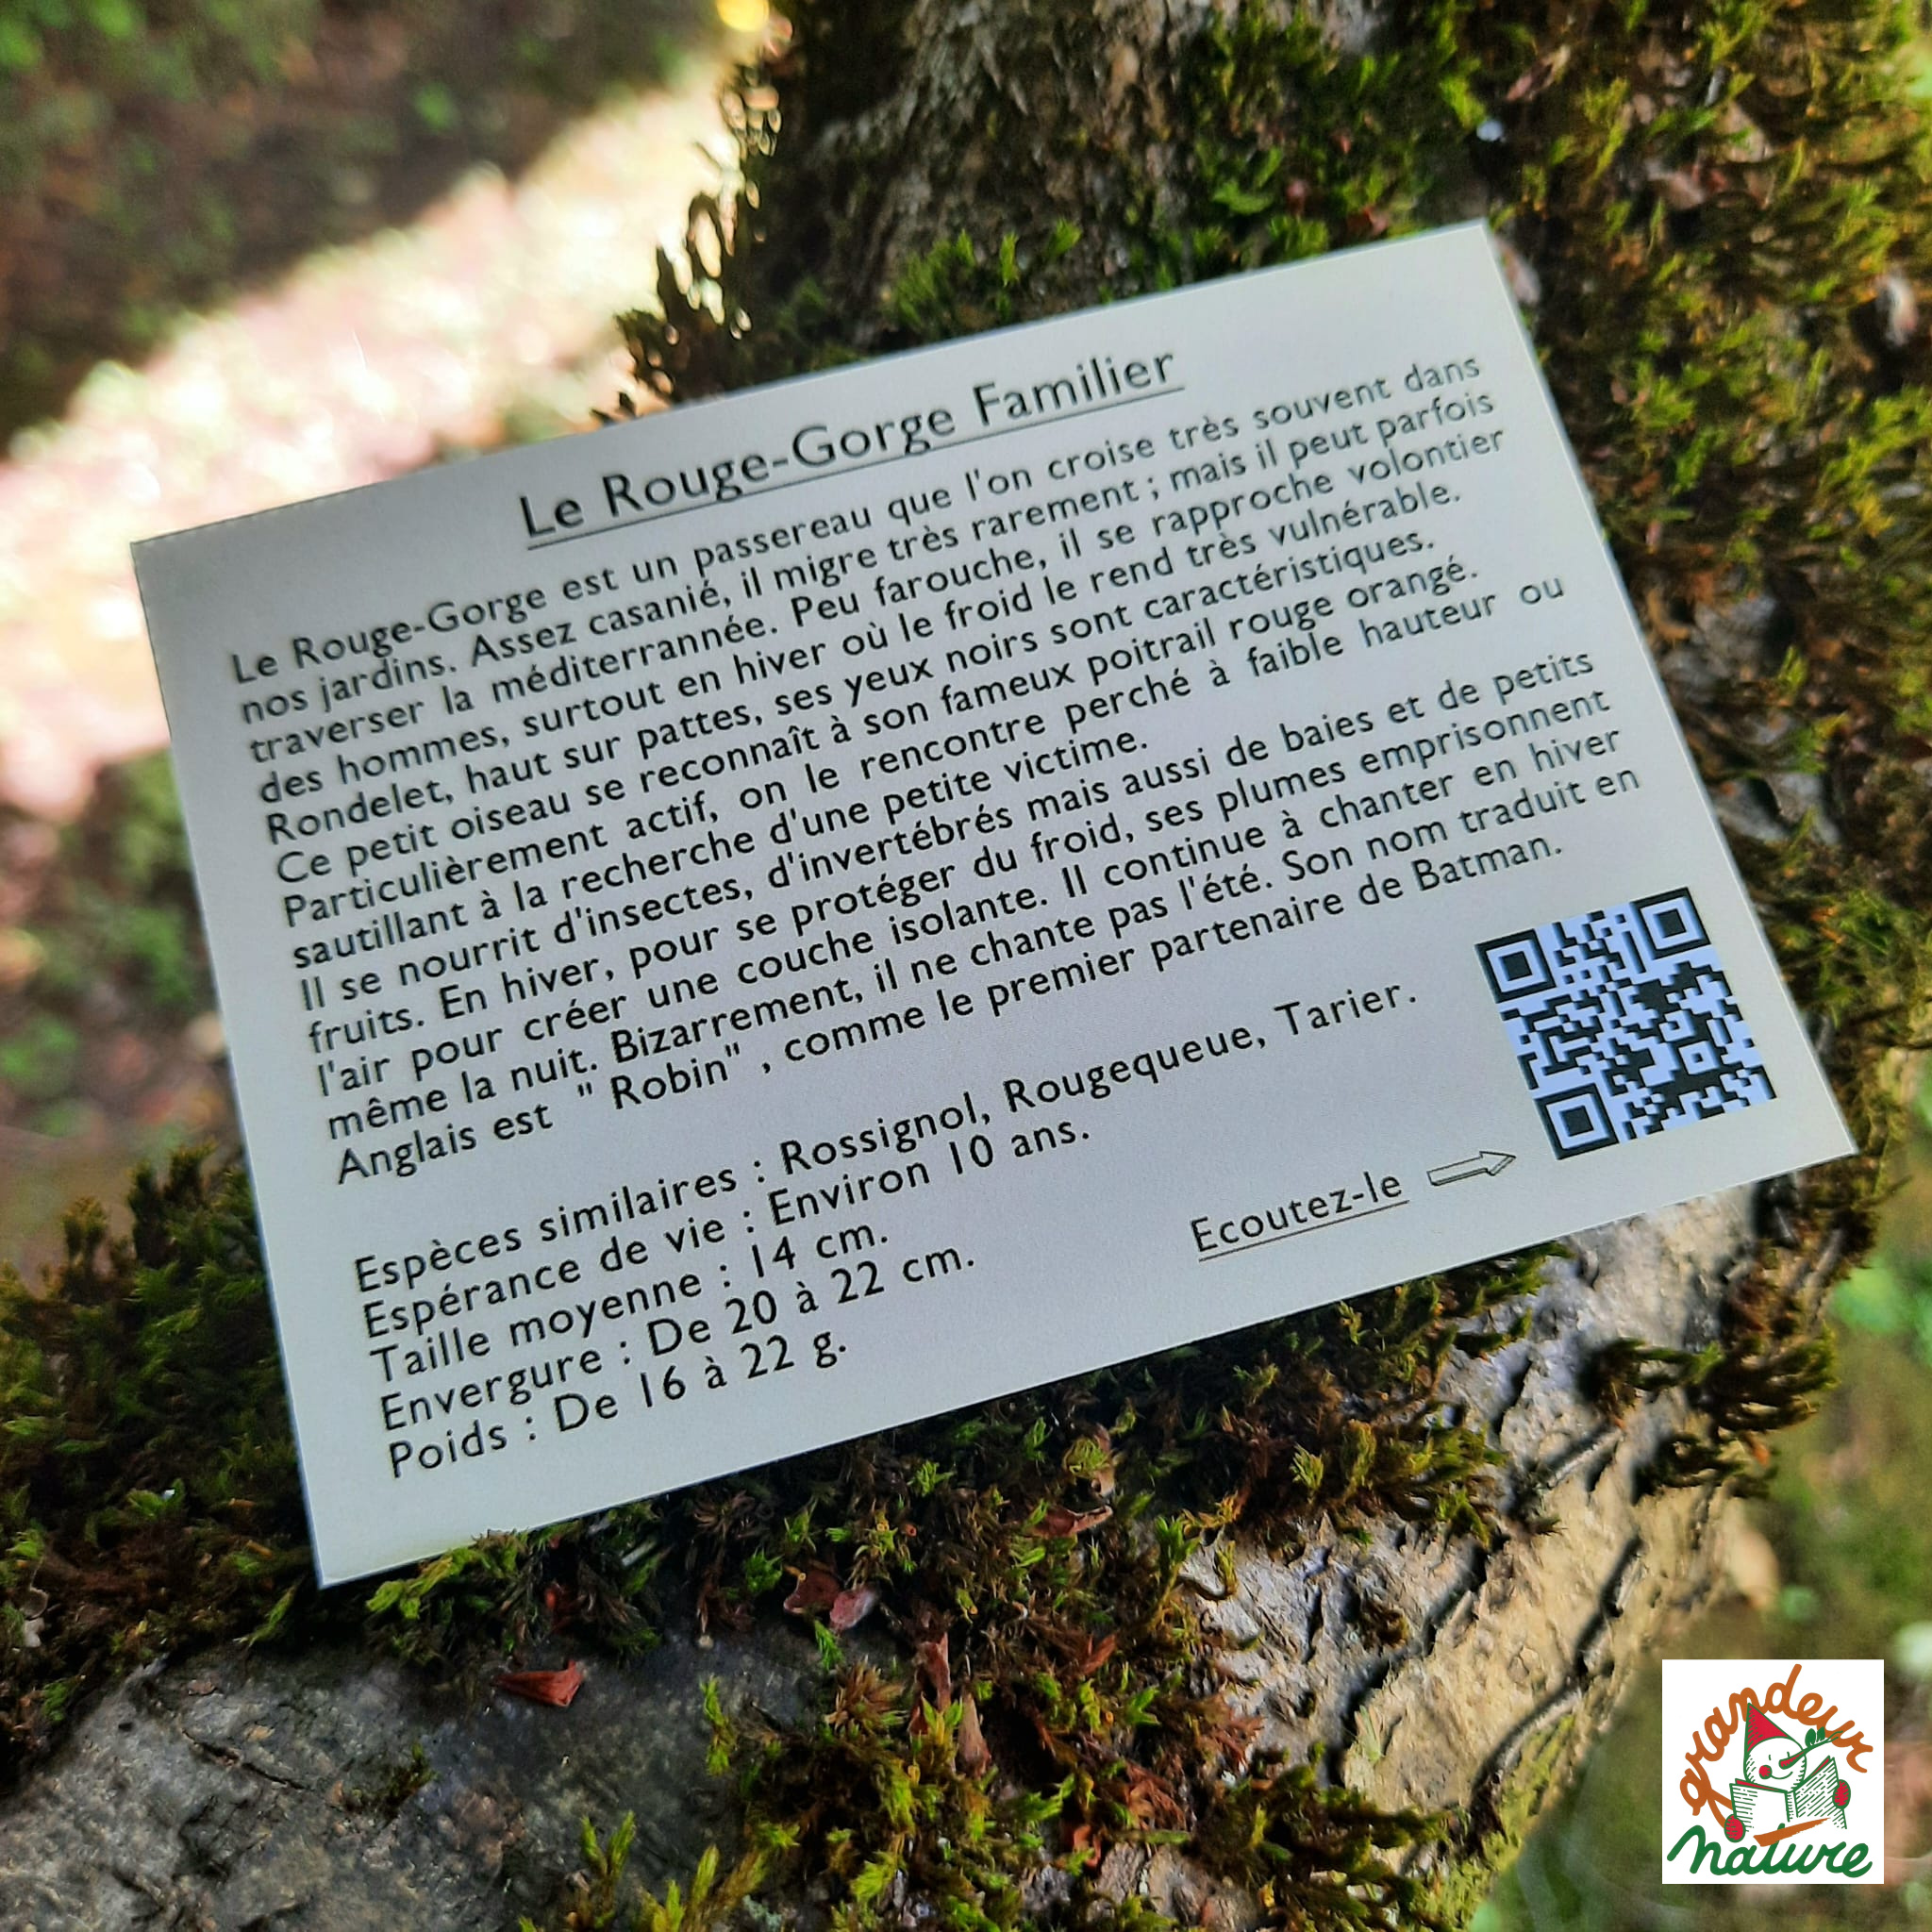 Le Rouge-Gorge Familier
Le Rouge-Gorge est un passereau que l'on croise très souvent dans
nos jardins. Assez casanié, il migre très rarement ; mais il peut parfois
traverser la méditerrannée. Peu farouche, il se rapproche volontier
des hommes, surtout en hiver où le froid le rend très vulnérable.
Rondelet, haut sur pattes, ses yeux noirs sont caractéristiques.
Ce petit oiseau se reconnaît à son fameux poitrail rouge orangé.
Particulièrement actif, on le rencontre perché à faible hauteur ou
sautillant à la recherche d'une petite victime.
Il se nourrit d'insectes, d'invertébrés mais aussi de baies et de petits
fruits. En hiver, pour se protéger du froid, ses plumes emprisonnent
l'air pour créer une couche isolante. Il continue à chanter en hiver
même la nuit. Bizarrement, il ne chante pas l'été. Son nom traduit en
Anglais est " Robin" , comme le premier partenaire de Batman.
Espèces similaires : Rossignol, Rougequeue, Tarier.
Espérance de vie : Environ 10 ans.
Taille moyenne : 14 cm.
Envergure : De 20 à 22 cm.
Poids : De 16 à 22 g.
Ecoutez-le
grandeur
nature